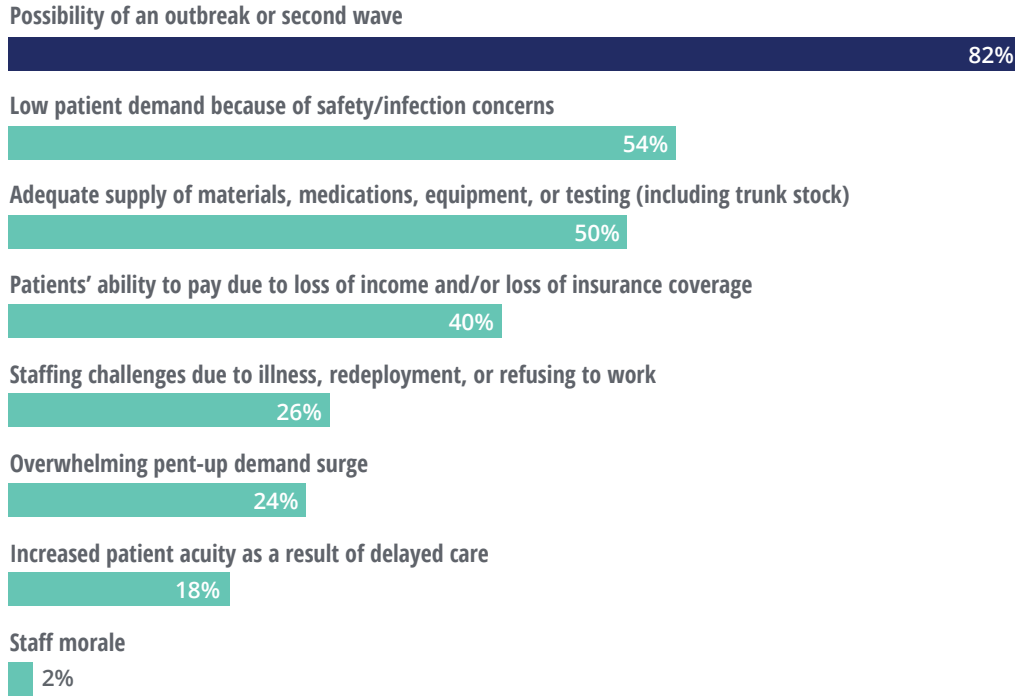 Possibility of an outbreak or second wave
82%
Low patient demand because of safety/infection concerns
54%
Adequate supply of materials, medications, equipment, or testing (including trunk stock)
50%
Patients’ ability to pay due to loss of income and/or loss of insurance coverage
40%
Staffing challenges due to illness, redeployment, or refusing to work
26%
Overwhelming pent-up demand surge
24%
Increased patient acuity as a result of delayed care
18%
Staff morale
2%